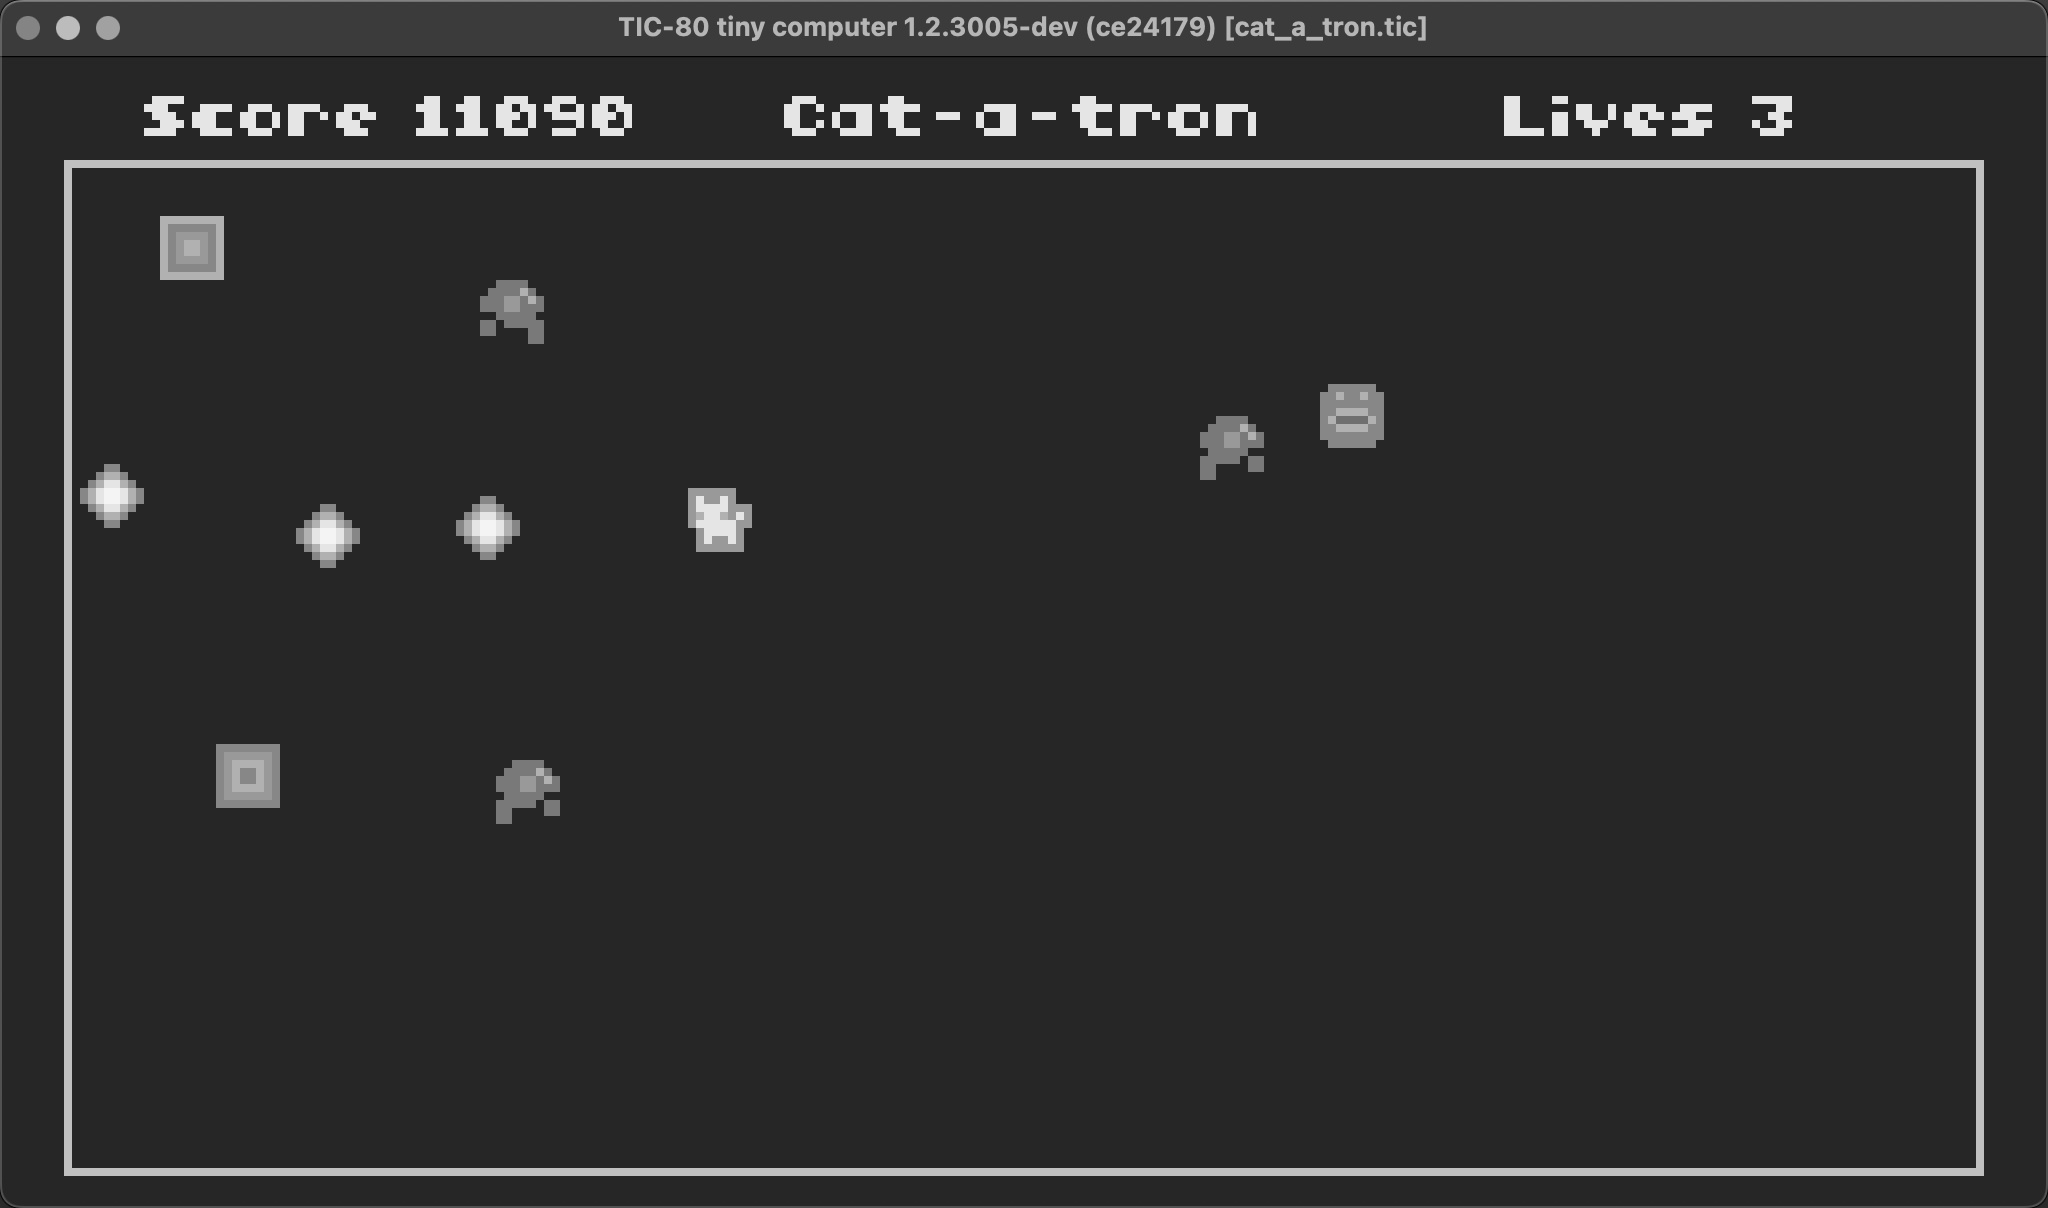 TIC-80 tiny computer 1.2.3005-dev (ce24179) [cat_a_tron.tic]
Score 11090 Cat-a-tron Lives 3